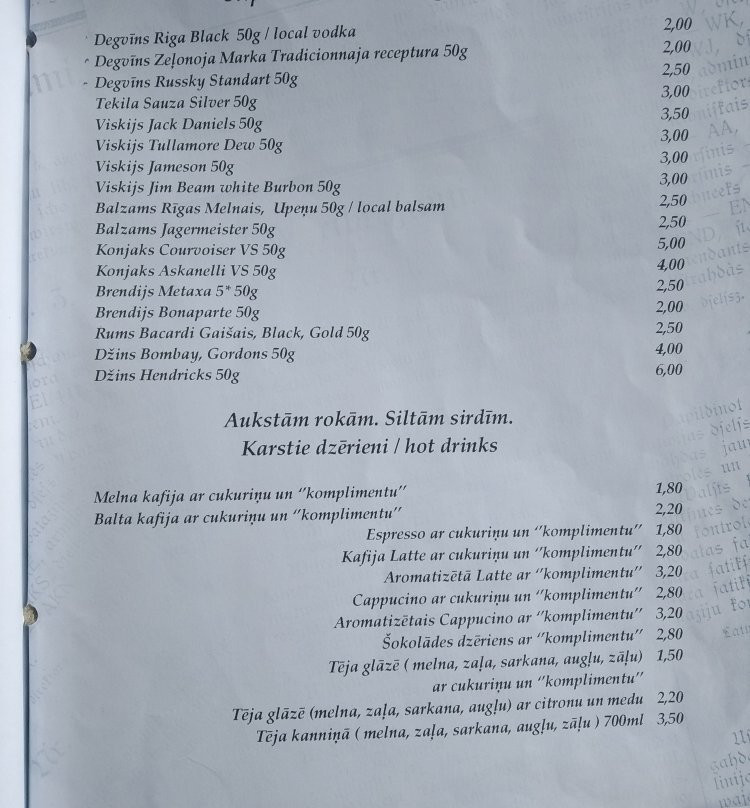 Degvīns Riga Black 50g / local vodka 2,00
Degvīns Zeļonoja Marka Tradicionnaja receptura 50g 2,00
Degvīns Russky Standart 50g 2,50
Tekila Sauza Silver 50g 3,00
Viskijs Jack Daniels 50g 3,50
Viskijs Tullamore Dew 50g 3,00
Viskijs Jameson 50g 3,00
Viskijs Jim Beam white Burbon 50g 3,00
Balzams Rīgas Melnais, Upeņu 50g / local balsam 2,50
Balzams Jagermeister 50g 2,50
Konjaks Courvoiser VS 50g 5,00
Konjaks Askanelli VS 50g 4,00
Brendijs Metaxa 5* 50g 2,50
Brendijs Bonaparte 50g 2,00
Rums Bacardi Gaišais, Black, Gold 50g 2,50
Džins Bombay, Gordons 50g 4,00
Džins Hendricks 50g 6,00
Aukstām rokām. Siltām sirdīm.
Karstie dzērieni / hot drinks
Melna kafija ar cukuriņu un ‘’komplimentu’’ 1,80
Balta kafija ar cukuriņu un ‘’komplimentu’’ 2,20
Espresso ar cukuriņu un ‘’komplimentu’’ 1,80
Kafija Latte ar cukuriņu un ‘’komplimentu’’ 2,80
Aromatizētā Latte ar ‘’komplimentu’’ 3,20
Cappucino ar cukuriņu un ‘’komplimentu’’ 2,80
Aromatizētais Cappucino ar ‘’komplimentu’’ 3,20
Šokolādes dzēriens ar ‘’komplimentu’’ 2,80
Tēja glāzē ( melna, zaļa, sarkana, augļu, zāļu) 1,50
ar cukuriņu un ‘’komplimentu’’
Tēja glāzē (melna, zaļa, sarkana, augļu) ar citronu un medu 2,20
Tēja kanniņā ( melna, zaļa, sarkana, augļu, zāļu ) 700ml 3,50